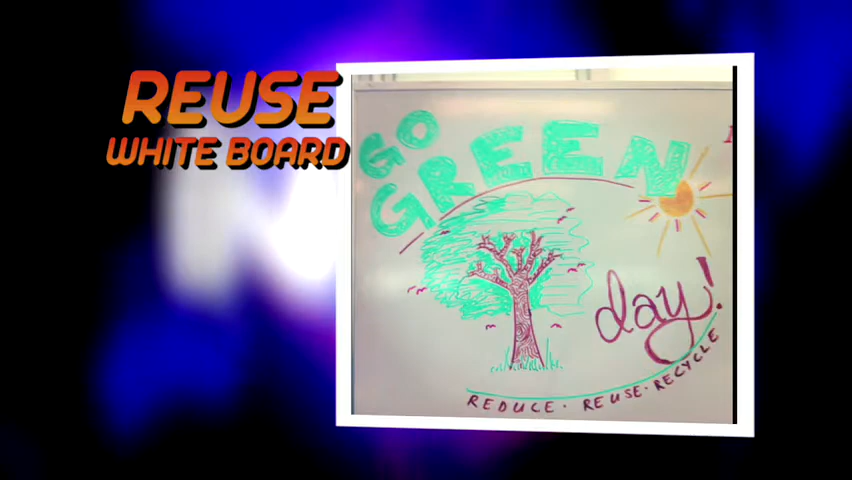 REUSE
WHITE BOARD
GO
GREEN
day!
REDUCE · REUSE · RECYCLE